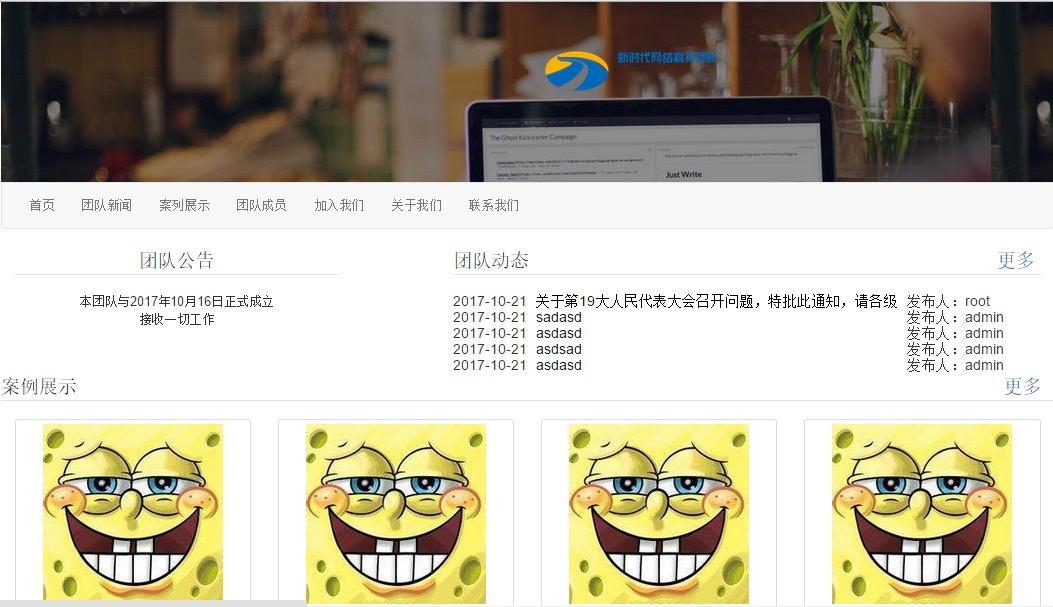 新时代网络科技团队
The Ghost Kickstarter Campaign
Just Write
首页 团队新闻 案列展示 团队成员 加入我们 关于我们 联系我们
团队公告
本团队与2017年10月16日正式成立
接收一切工作
团队动态 更多
2017-10-21 关于第19大人民代表大会召开问题，特批此通知，请各级 发布人：root
2017-10-21 sadasd 发布人：admin
2017-10-21 asdasd 发布人：admin
2017-10-21 asdsad 发布人：admin
2017-10-21 asdasd 发布人：admin
案例展示 更多